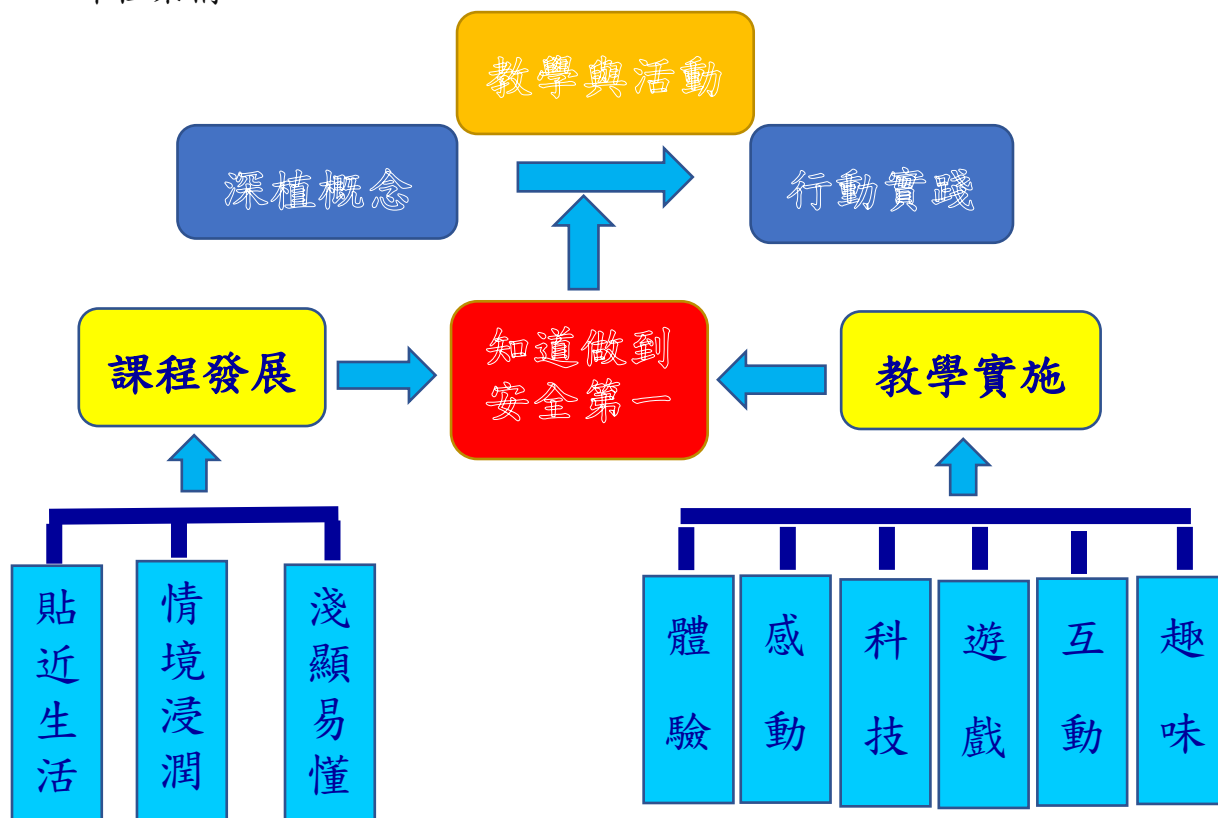 教學與活動
深植概念
行動實踐
知道做到
安全第一
課程發展
教學實施
貼近生活
情境浸潤
淺顯易懂
體驗
感動
科技
遊戲
互動
趣味